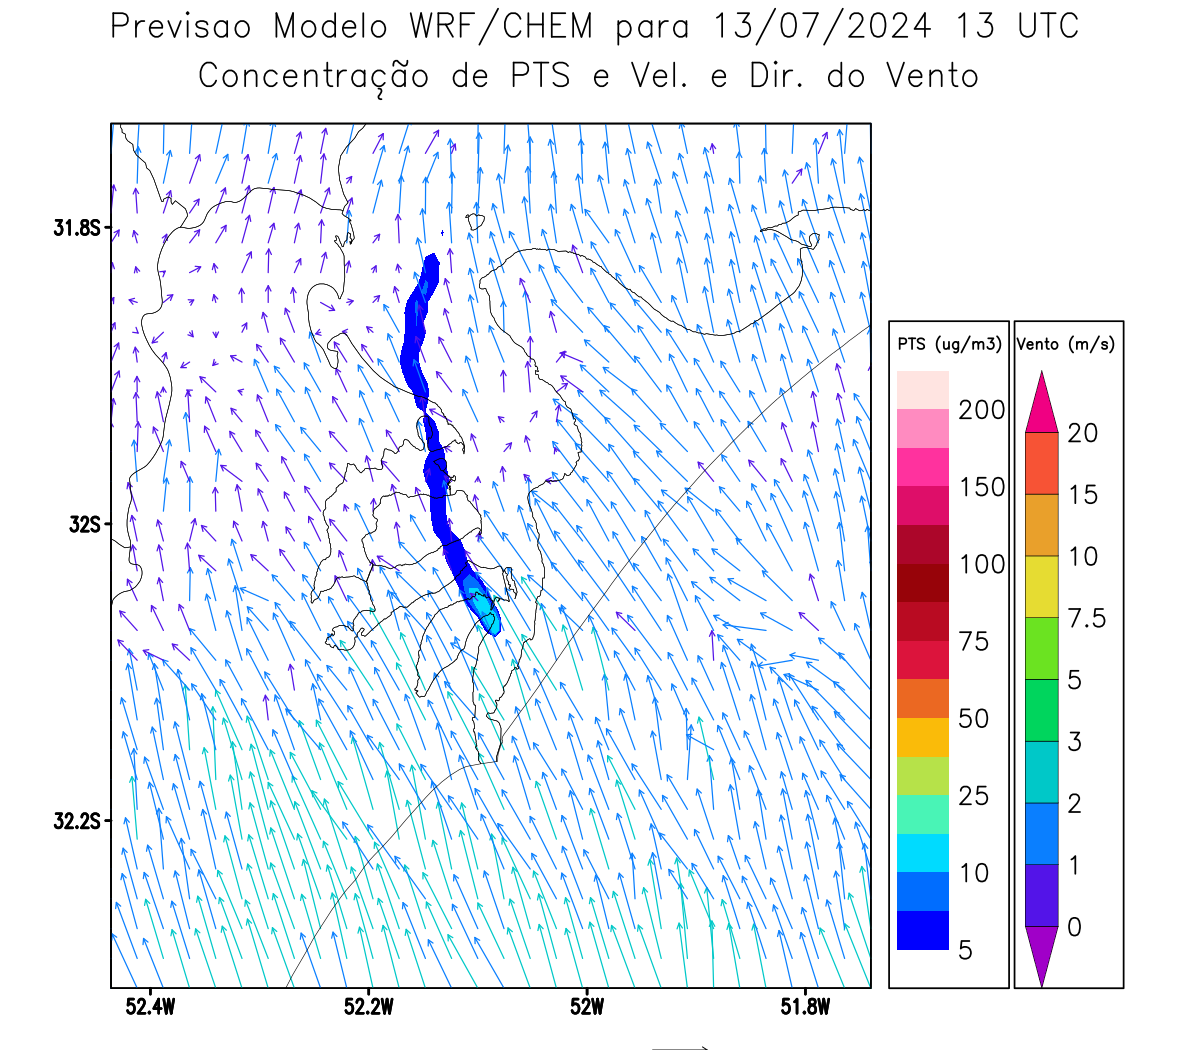 Previsao Modelo WRF/CHEM para 13/07/2024 13 UTC
Concentração de PTS e Vel. e Dir. do Vento
31.8S
32S
32.2S
52.4W
52.2W
52W
51.8W
PTS (ug/m3)
200
150
100
75
50
25
10
5
Vento (m/s)
20
15
10
7.5
5
3
2
1
0